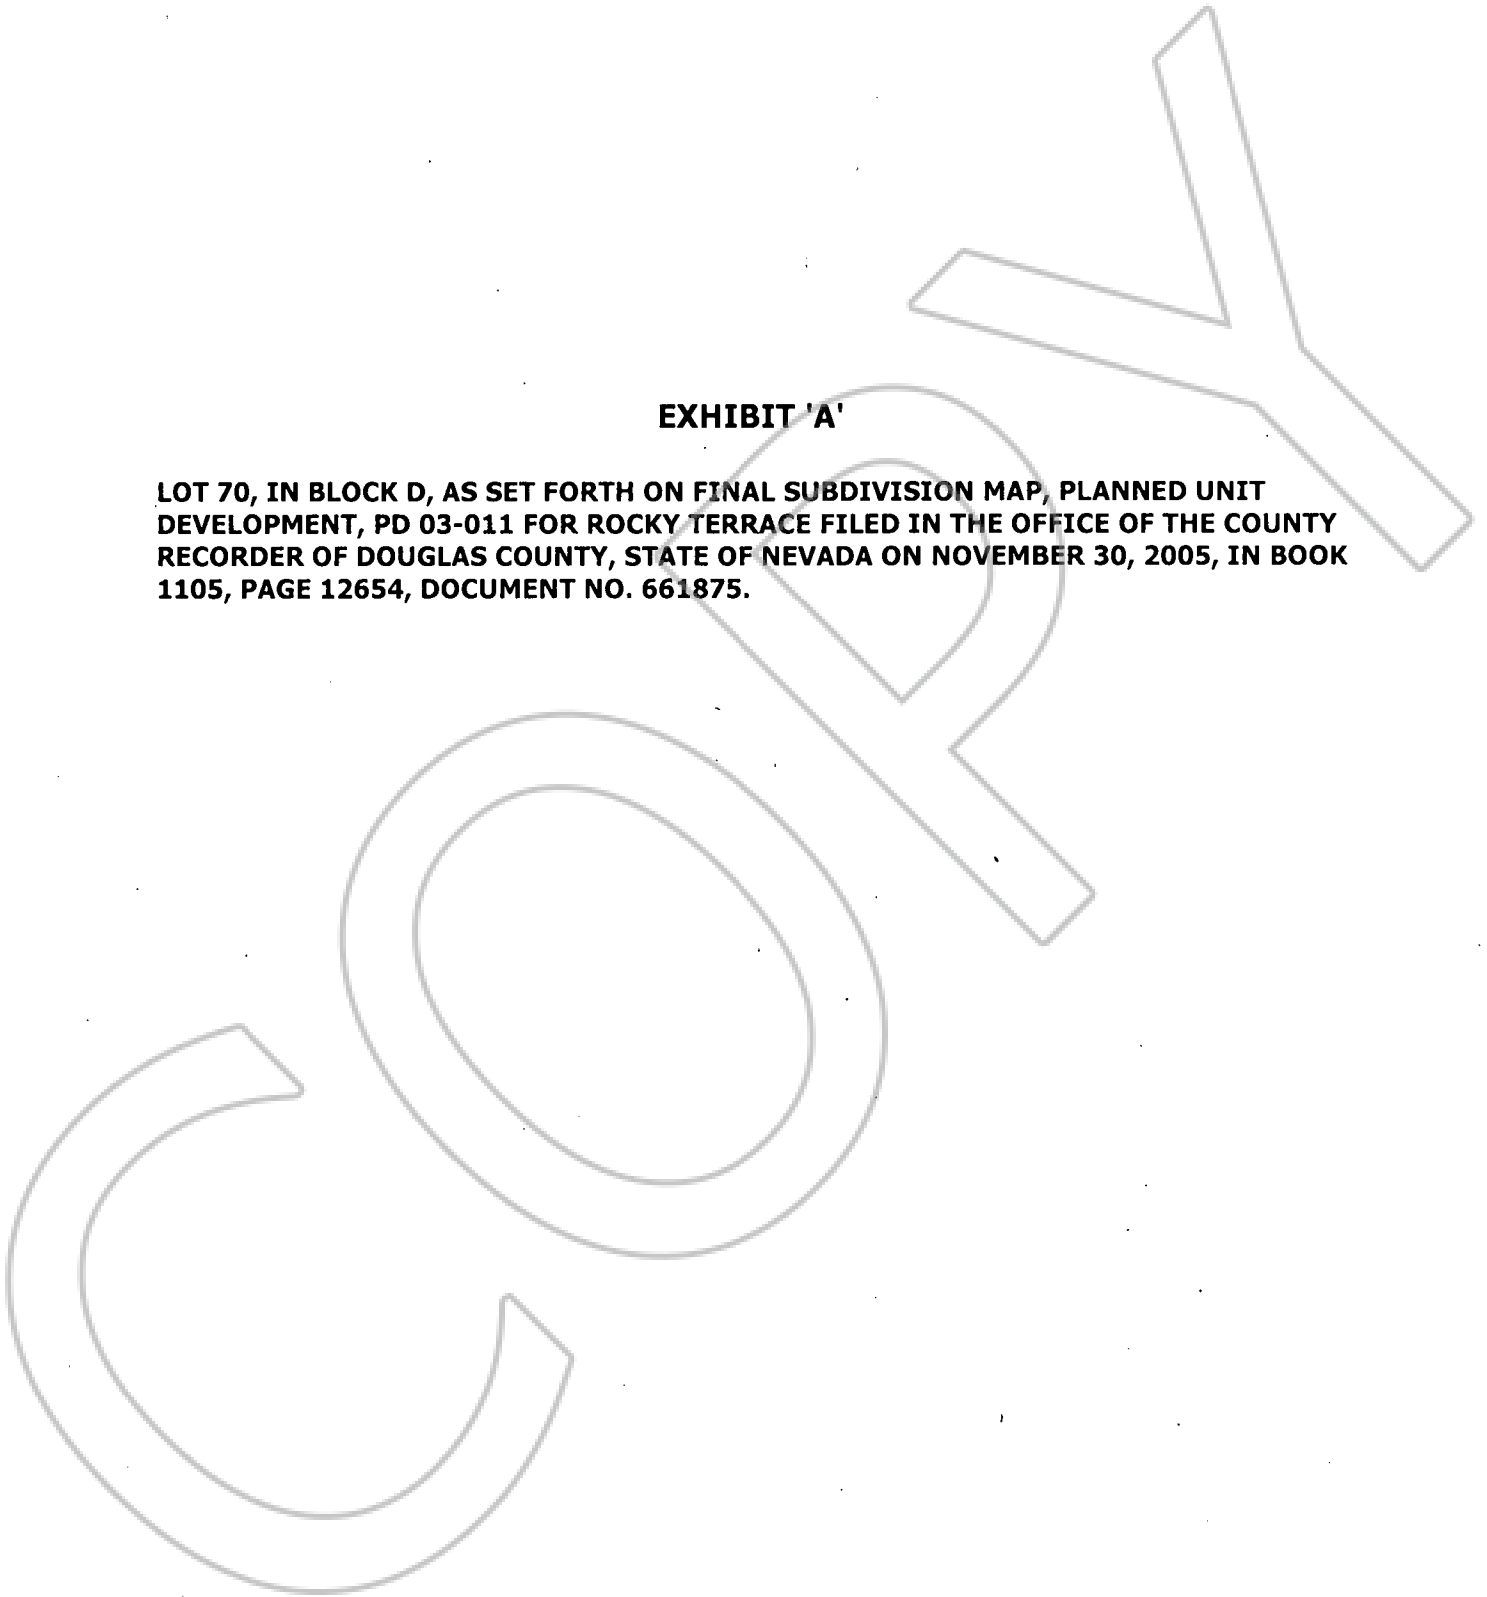 EXHIBIT 'A'
LOT 70, IN BLOCK D, AS SET FORTH ON FINAL SUBDIVISION MAP, PLANNED UNIT
DEVELOPMENT, PD 03-011 FOR ROCKY TERRACE FILED IN THE OFFICE OF THE COUNTY
RECORDER OF DOUGLAS COUNTY, STATE OF NEVADA ON NOVEMBER 30, 2005, IN BOOK
1105, PAGE 12654, DOCUMENT NO. 661875.
COPY